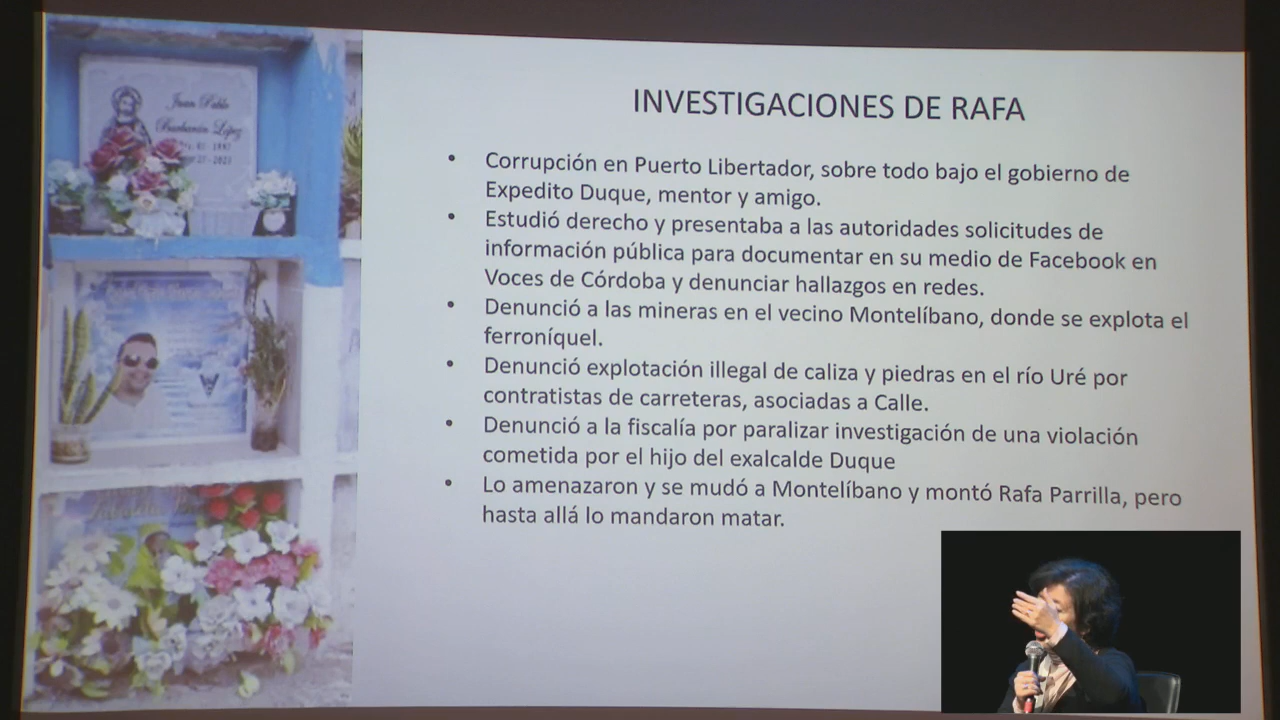 Juan Pablo
INVESTIGACIONES DE RAFA
• Corrupción en Puerto Libertador, sobre todo bajo el gobierno de
Expedito Duque, mentor y amigo.
• Estudió derecho y presentaba a las autoridades solicitudes de
información pública para documentar en su medio de Facebook en
Voces de Córdoba y denunciar hallazgos en redes.
• Denunció a las mineras en el vecino Montelíbano, donde se explota el
ferroníquel.
• Denunció explotación illegal de caliza y piedras en el río Uré por
contratistas de carreteras, asociadas a Calle.
• Denunció a la fiscalía por paralizar investigación de una violación
cometida por el hijo del exalcalde Duque
• Lo amenazaron y se mudó a Montelíbano y montó Rafa Parrilla, pero
hasta allá lo mandaron matar.